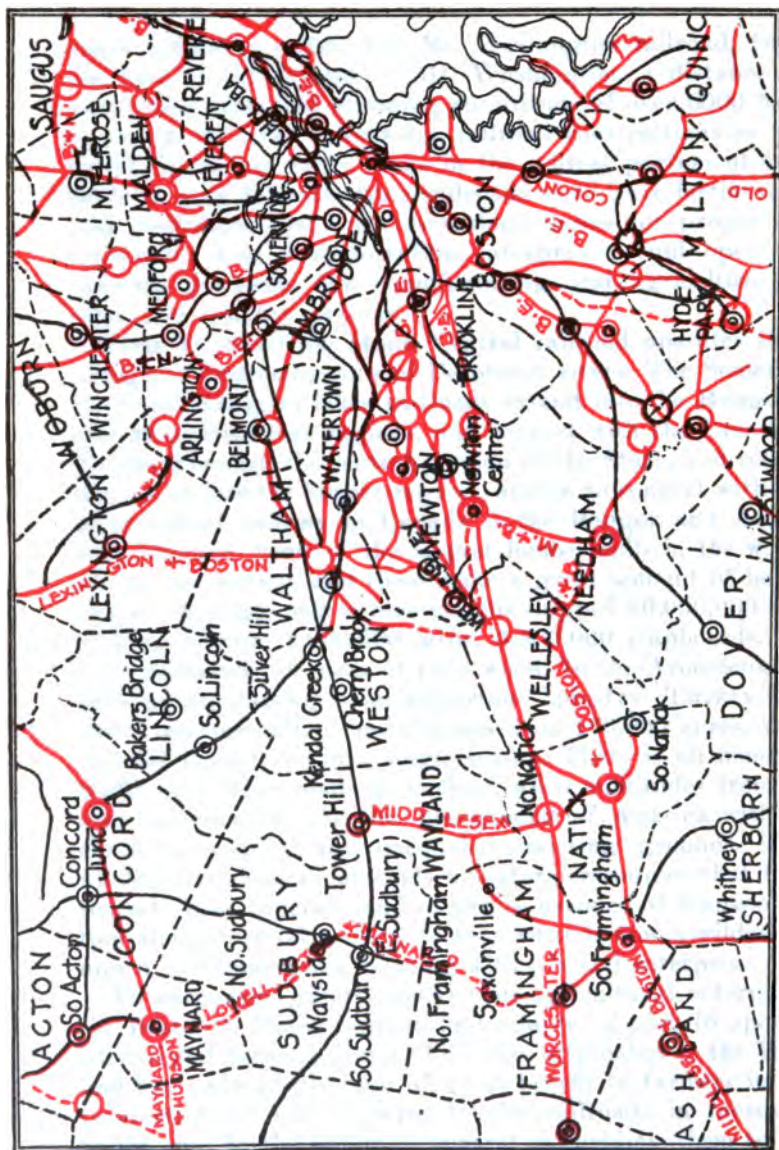 SAUGUS
REVERE
B.&N.
MELROSE
MALDEN
EVERETT
B.E.
MEDFORD
SOMERVILLE
WOBURN
WINCHESTER
B.
B.&N.
CAMBRIDGE
ARLINGTON
BELMONT
WATERTOWN
LEXINGTON
LEXINGTON & BOSTON
WALTHAM
BOSTON
COLONY
OLD
B.E.
MILTON
B.E.
HYDE PARK
BROOKLINE
NEWTON
Newton
Centre
M.&B.
NEEDHAM
WESTWOOD
DOVER
WELLESLEY
BOSTON
Bakers Bridge
LINCOLN
So. Lincoln
Silver Hill
Kendal Green
Cherry Brook
WESTON
No. Natick
So. Natick
NATICK
WAYLAND
MIDDLESEX
Tower Hill
Concord
Junc.
CONCORD
ACTON
So. Acton
No. Sudbury
SUDBURY
Wayside
Sudbury
So. Sudbury
LOWELL
MAYNARD
MAYNARD
MAYNARD
& HUDSON
No. Framingham
Saxonville
FRAMINGHAM
So. Framingham
WORCESTER
Whitney
SHERBORN
ASHLAND
MIDDLESEX & BOSTON